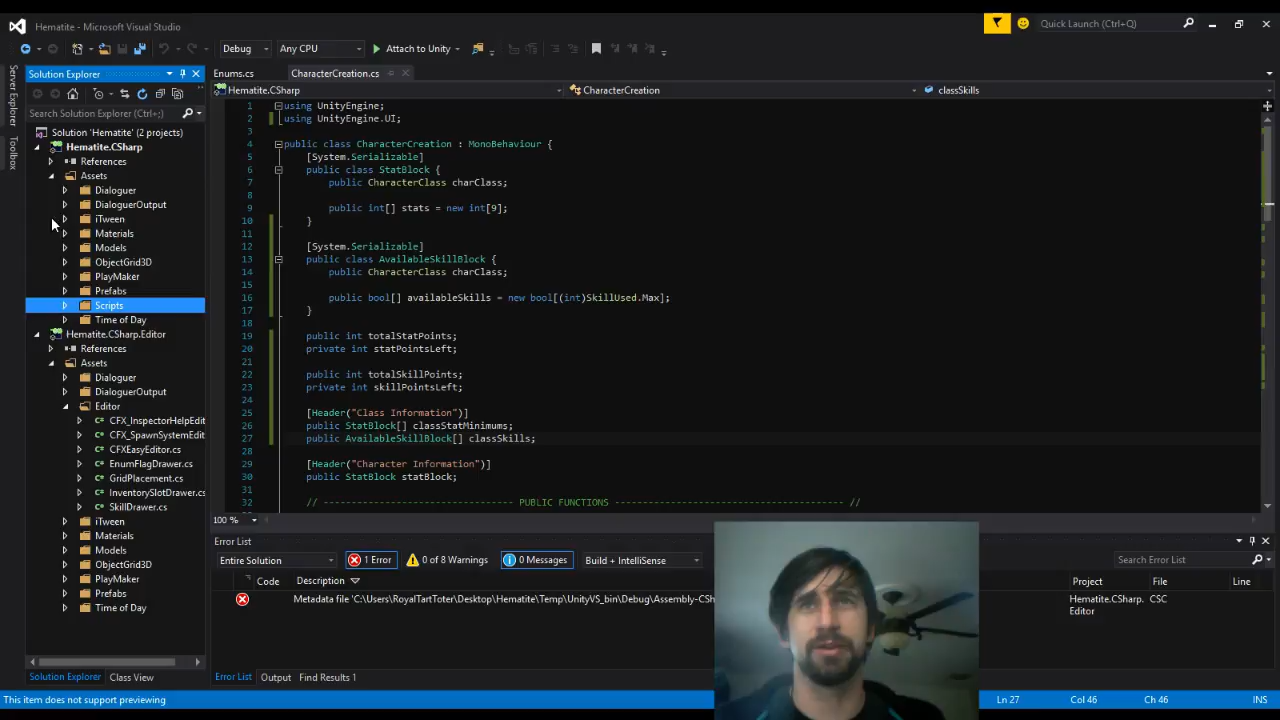 Hematite - Microsoft Visual Studio
Quick Launch (Ctrl+Q)
Debug
Any CPU
Attach to Unity
Server Explorer
Toolbox
Solution Explorer
Search Solution Explorer (Ctrl+;)
Solution 'Hematite' (2 projects)
Hematite.CSharp
References
Assets
Dialoguer
DialoguerOutput
iTween
Materials
Models
ObjectGrid3D
PlayMaker
Prefabs
Scripts
Time of Day
Hematite.CSharp.Editor
References
Assets
Dialoguer
DialoguerOutput
Editor
C# CFX_InspectorHelpEdit
C# CFX_SpawnSystemEdit
C# CFXEasyEditor.cs
C# EnumFlagDrawer.cs
C# GridPlacement.cs
C# InventorySlotDrawer.cs
C# SkillDrawer.cs
iTween
Materials
Models
ObjectGrid3D
PlayMaker
Prefabs
Time of Day
Solution Explorer
Class View
Enums.cs
CharacterCreation.cs
Hematite.CSharp
CharacterCreation
classSkills
1 using UnityEngine;
2 using UnityEngine.UI;
3
4 public class CharacterCreation : MonoBehaviour {
5 [System.Serializable]
6 public class StatBlock {
7 public CharacterClass charClass;
8
9 public int[] stats = new int[9];
10 }
11
12 [System.Serializable]
13 public class AvailableSkillBlock {
14 public CharacterClass charClass;
15
16 public bool[] availableSkills = new bool[(int)SkillUsed.Max];
17 }
18
19 public int totalStatPoints;
20 private int statPointsLeft;
21
22 public int totalSkillPoints;
23 private int skillPointsLeft;
24
25 [Header("Class Information")]
26 public StatBlock[] classStatMinimums;
27 public AvailableSkillBlock[] classSkills;
28
29 [Header("Character Information")]
30 public StatBlock statBlock;
31
32 // --------------------------------- PUBLIC FUNCTIONS ---------------------------------------- //
100 %
Error List
Entire Solution
1 Error
0 of 8 Warnings
0 Messages
Build + IntelliSense
Search Error List
Code
Description
Project
File
Line
Metadata file 'C:\Users\RoyalTartToter\Desktop\Hematite\Temp\UnityVS_bin\Debug\Assembly-CSh
Hematite.CSharp.
Editor
CSC
Error List
Output
Find Results 1
This item does not support previewing
Ln 27
Col 46
Ch 46
INS